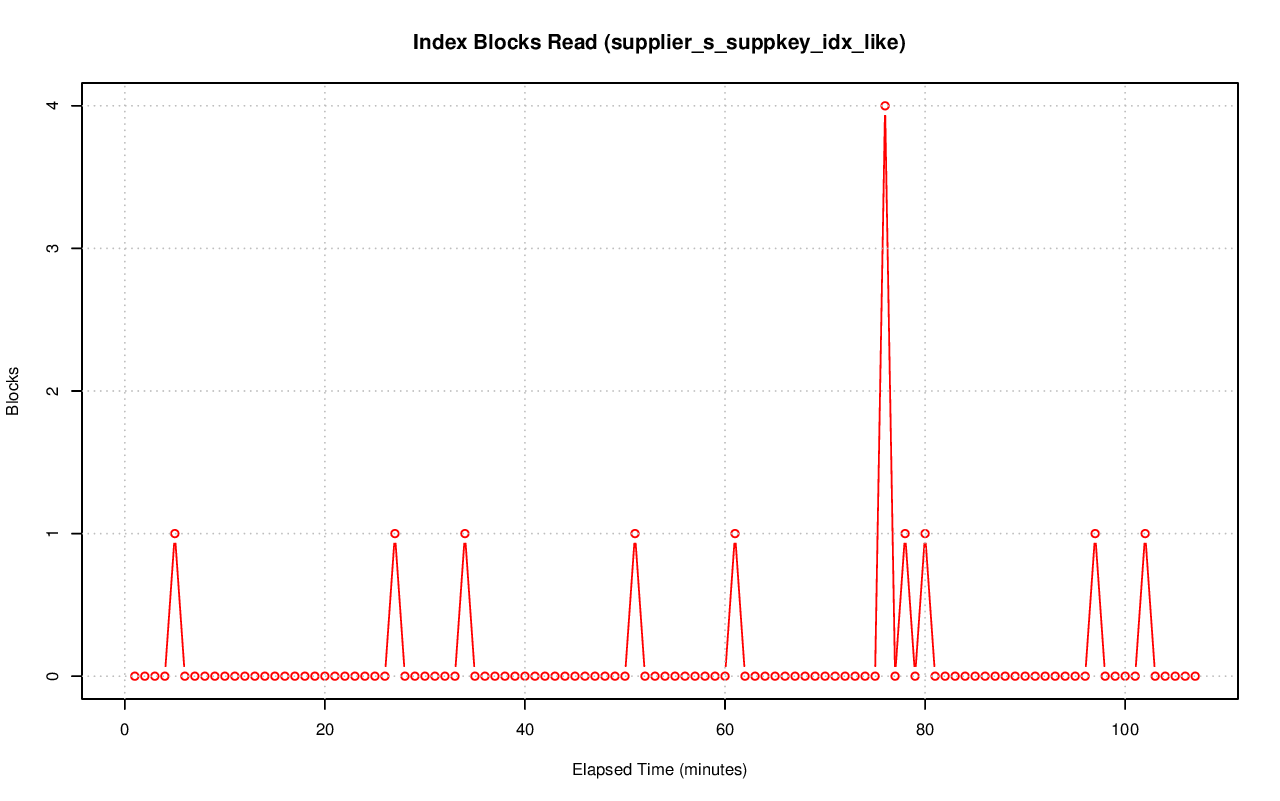 Index Blocks Read (supplier_s_suppkey_idx_like)
4
3
2
1
0
Blocks
0 20 40 60 80 100
Elapsed Time (minutes)